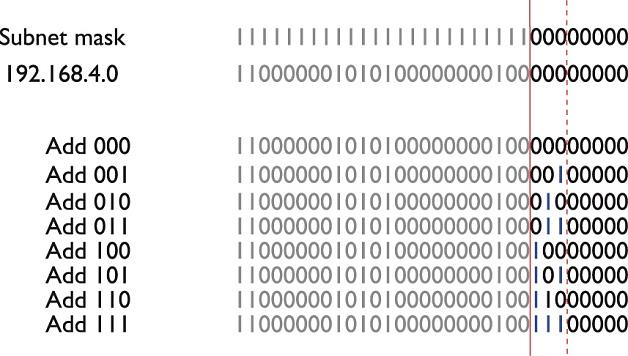 Subnet mask 11111111111111111111111100000000
192.168.4.0 11000000101010000000010000000000
Add 000 11000000101010000000010000000000
Add 001 11000000101010000000010000100000
Add 010 11000000101010000000010001000000
Add 011 11000000101010000000010001100000
Add 100 11000000101010000000010010000000
Add 101 11000000101010000000010010100000
Add 110 11000000101010000000010011000000
Add 111 11000000101010000000010011100000